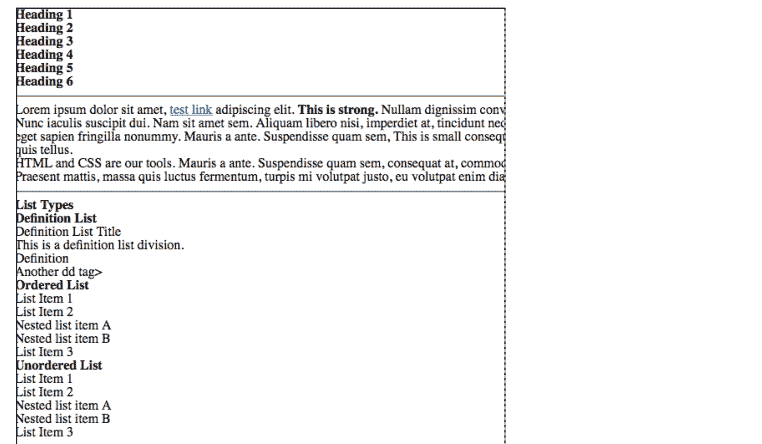 Heading 1
Heading 2
Heading 3
Heading 4
Heading 5
Heading 6
Lorem ipsum dolor sit amet, test link adipiscing elit. This is strong. Nullam dignissim conv
Nunc iaculis suscipit dui. Nam sit amet sem. Aliquam libero nisi, imperdiet at, tincidunt nec
eget sapien fringilla nonummy. Mauris a ante. Suspendisse quam sem, This is small consequ
quis tellus.
HTML and CSS are our tools. Mauris a ante. Suspendisse quam sem, consequat at, commod
Praesent mattis, massa quis luctus fermentum, turpis mi volutpat justo, eu volutpat enim dia
List Types
Definition List
Definition List Title
This is a definition list division.
Definition
Another dd tag>
Ordered List
List Item 1
List Item 2
Nested list item A
Nested list item B
List Item 3
Unordered List
List Item 1
List Item 2
Nested list item A
Nested list item B
List Item 3